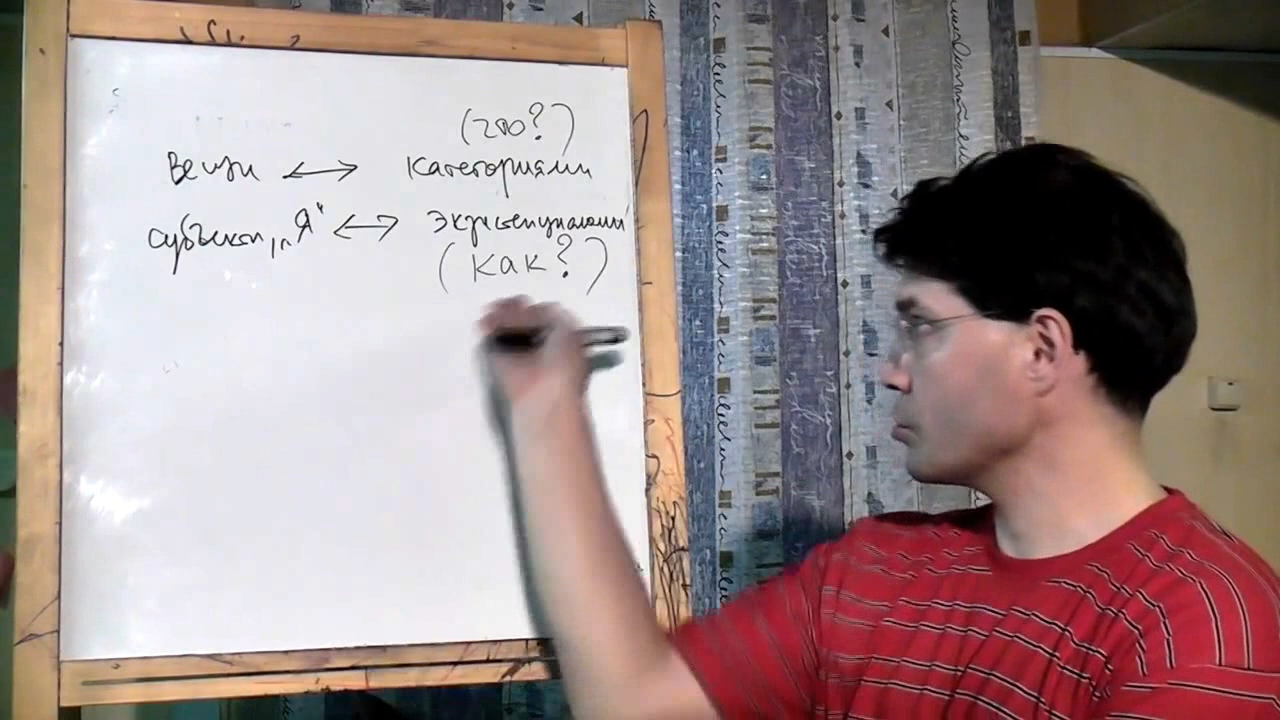 (что?)
Вещи ↔ категориями
субъект „Я“ ↔ экзистенциалами
(как?)